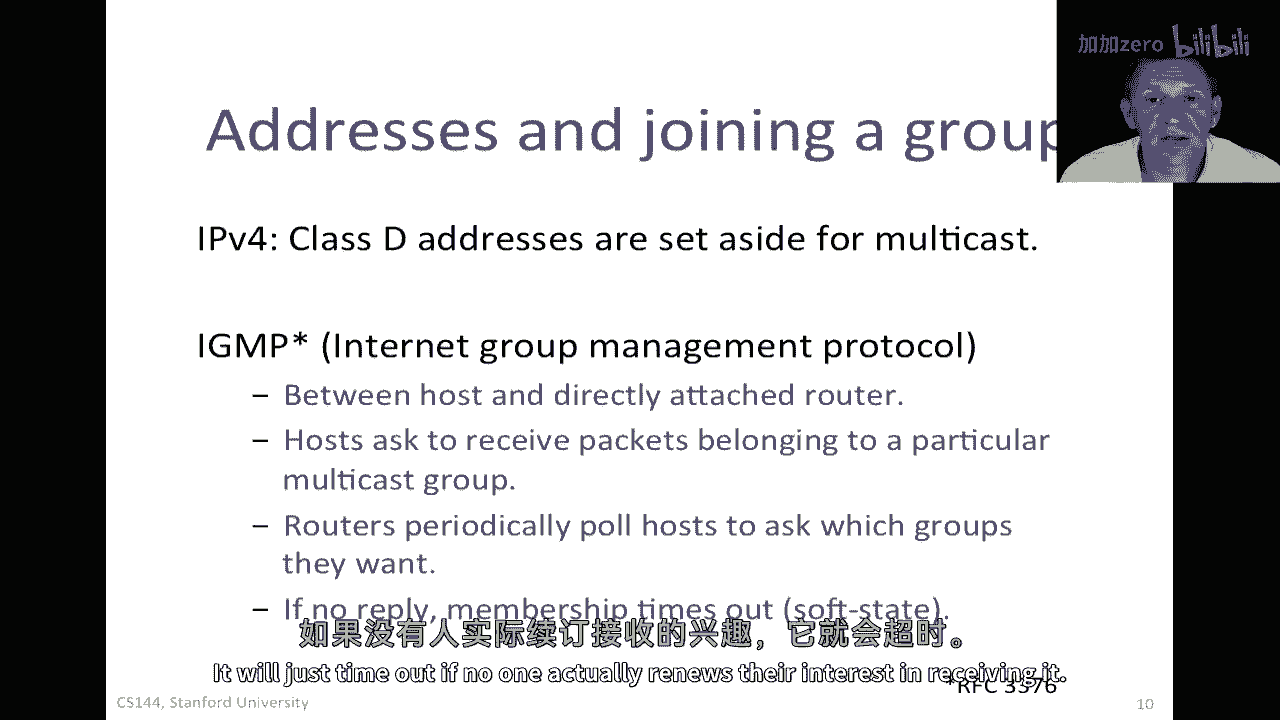 加加zero bilibili
Addresses and joining a group
IPv4: Class D addresses are set aside for multicast.
IGMP* (Internet group management protocol)
– Between host and directly attached router.
– Hosts ask to receive packets belonging to a particular
multicast group.
– Routers periodically poll hosts to ask which groups
they want.
– If no reply, membership times out (soft-state).
如果没有人实际续订接收的兴趣，它就会超时。
It will just time out if no one actually renews their interest in receiving it.
*RFC 3376
CS144, Stanford University
10